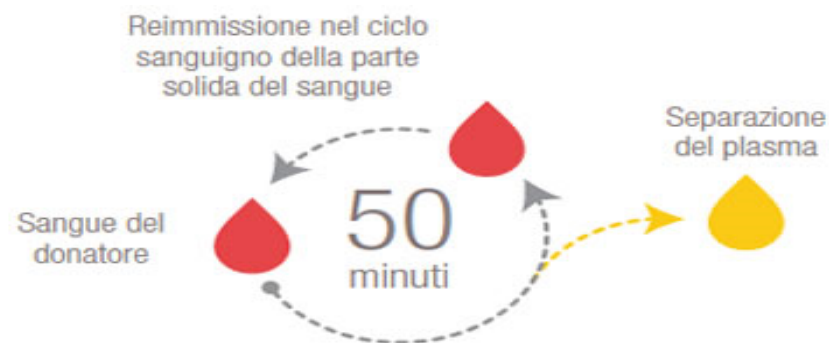 Reimmissione nel ciclo
sanguigno della parte
solida del sangue
Separazione
del plasma
Sangue del
donatore
50
minuti